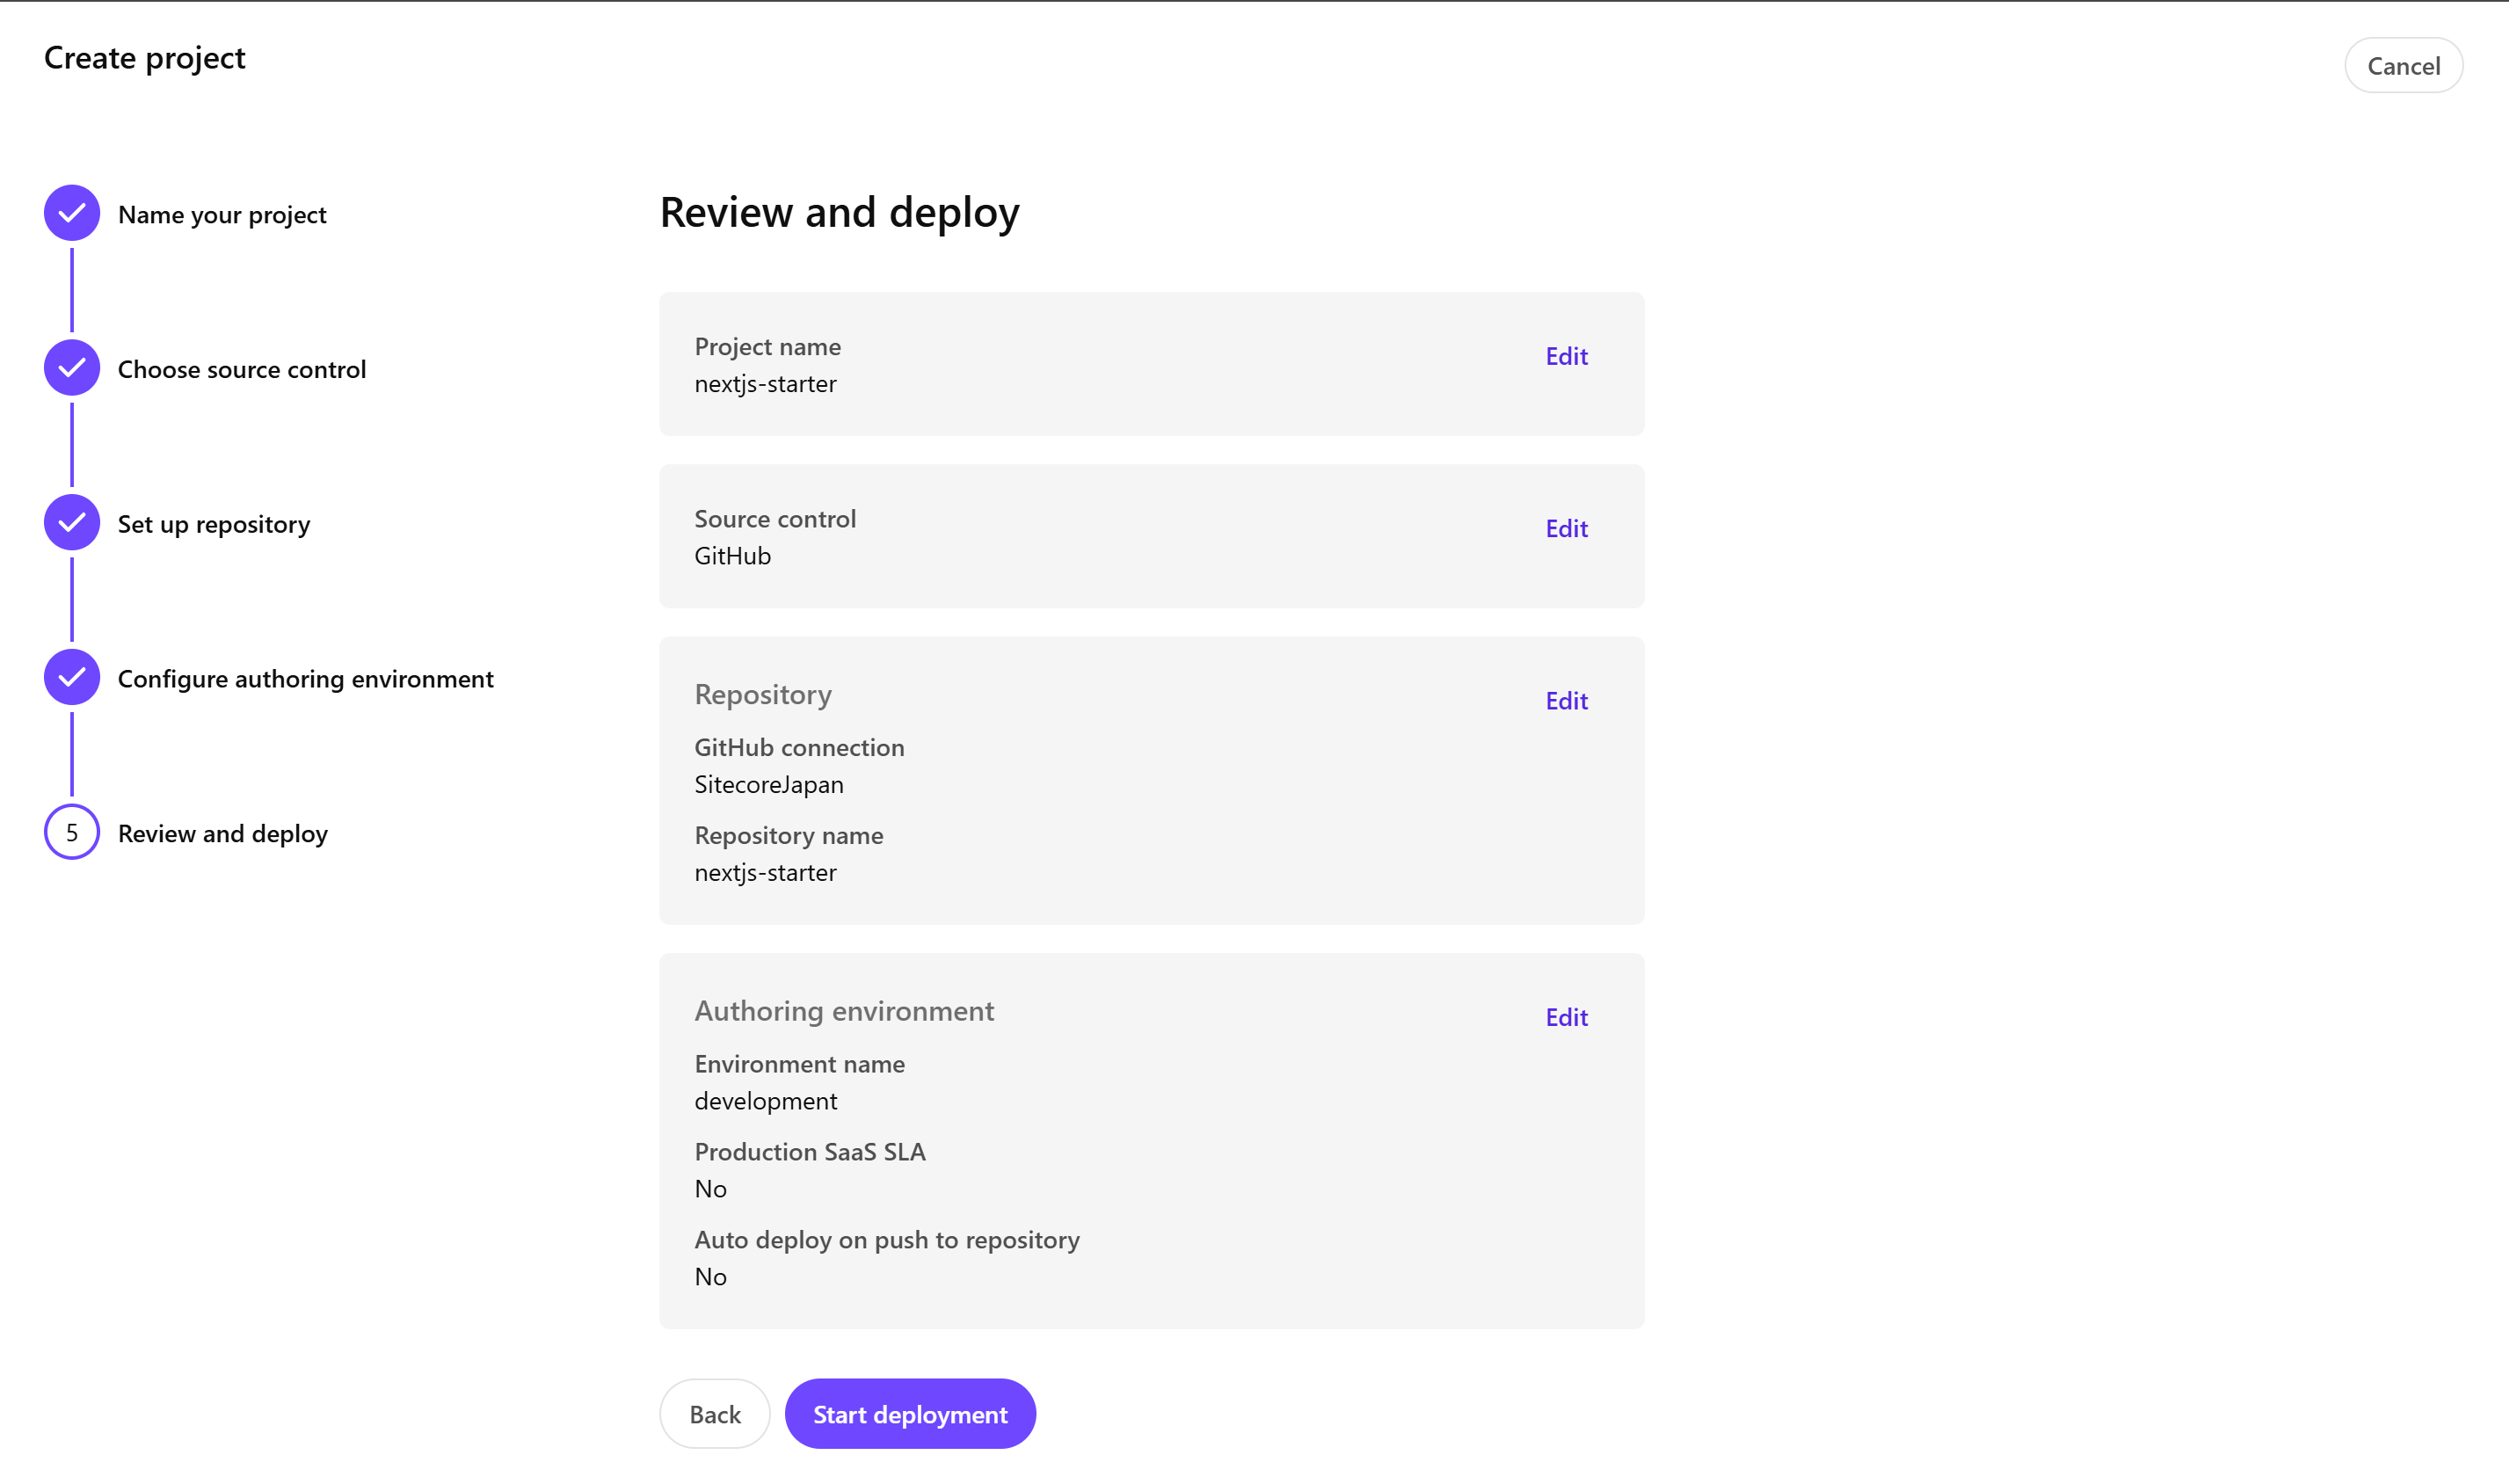 Create project
Cancel
Name your project
Choose source control
Set up repository
Configure authoring environment
5
Review and deploy
Review and deploy
Project name
Edit
nextjs-starter
Source control
Edit
GitHub
Repository
Edit
GitHub connection
SitecoreJapan
Repository name
nextjs-starter
Authoring environment
Edit
Environment name
development
Production SaaS SLA
No
Auto deploy on push to repository
No
Back
Start deployment